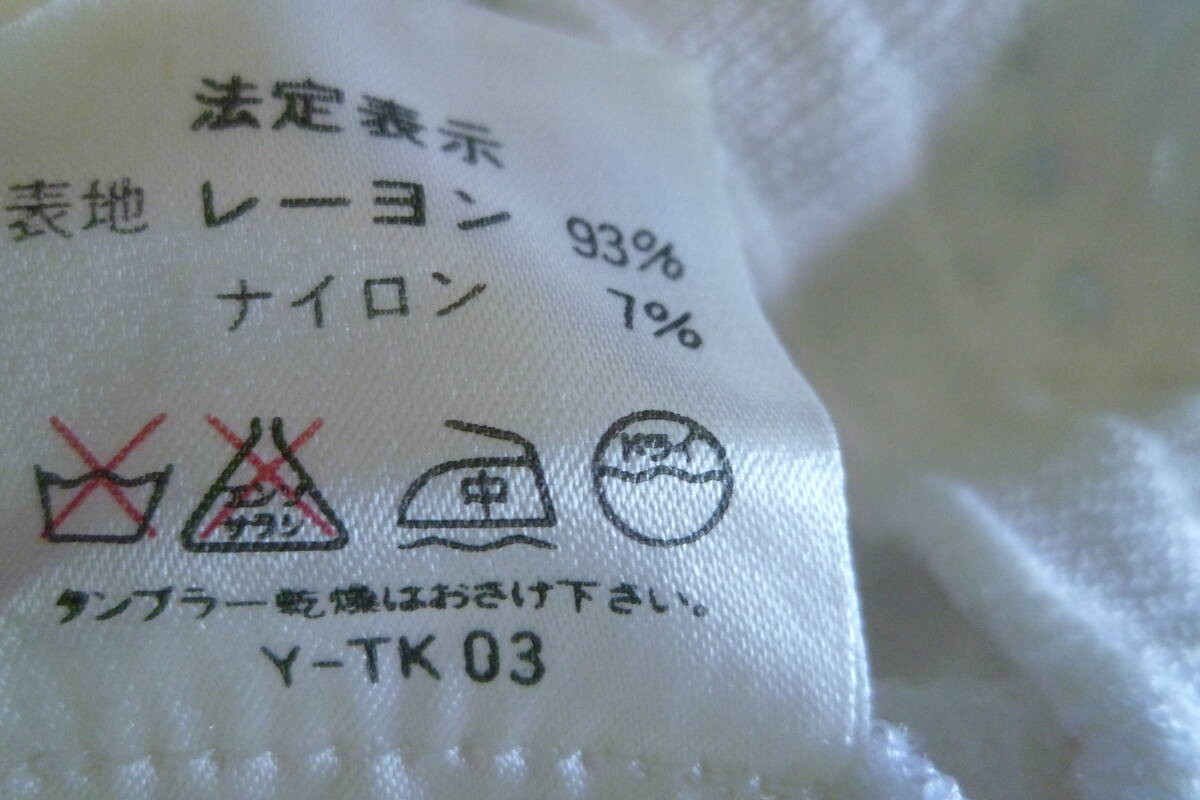 法定表示
表地 レーヨン 93%
ナイロン 7%
エンソ サラシ 中 ドライ
タンブラー乾燥はおさけ下さい。
Y-TK 03